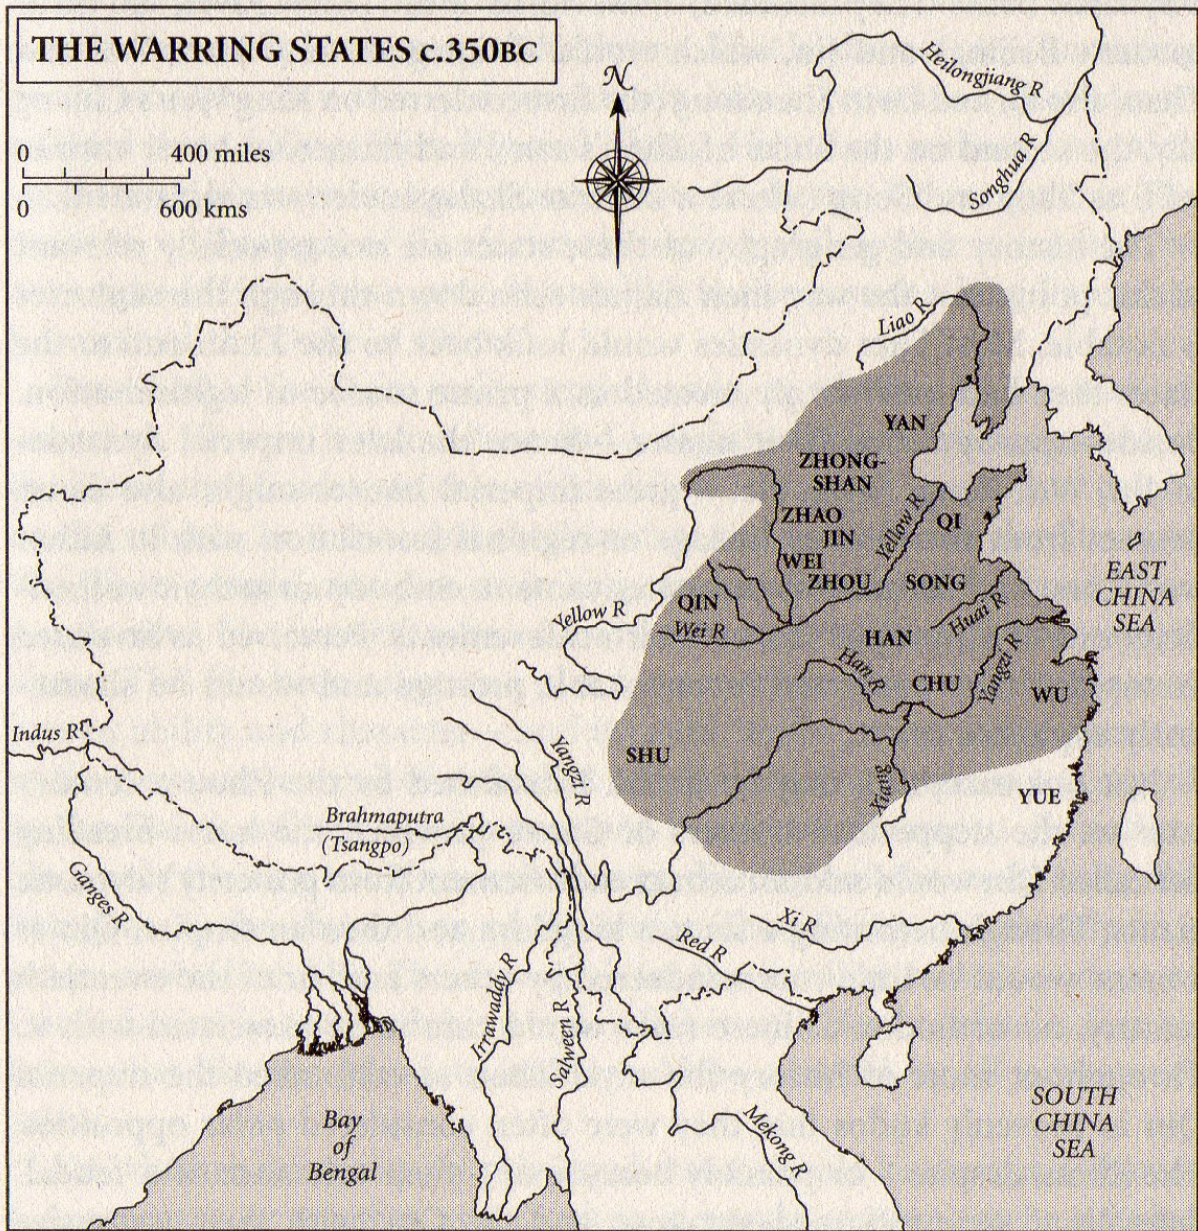 THE WARRING STATES c.350BC
N
0 400 miles
0 600 kms
Heilongjiang R
Songhua R
Liao R
YAN
ZHONG-
SHAN
ZHAO
JIN
Yellow R
QI
WEI
ZHOU
SONG
EAST
CHINA
SEA
QIN
Yellow R
Wei R
HAN
Huai R
Han R
CHU
Yangzi R
WU
SHU
Indus R
Yangzi R
Xiang
YUE
Brahmaputra
(Tsangpo)
Ganges R
Xi R
Red R
Irrawaddy R
Salween R
Bay
of
Bengal
Mekong R
SOUTH
CHINA
SEA